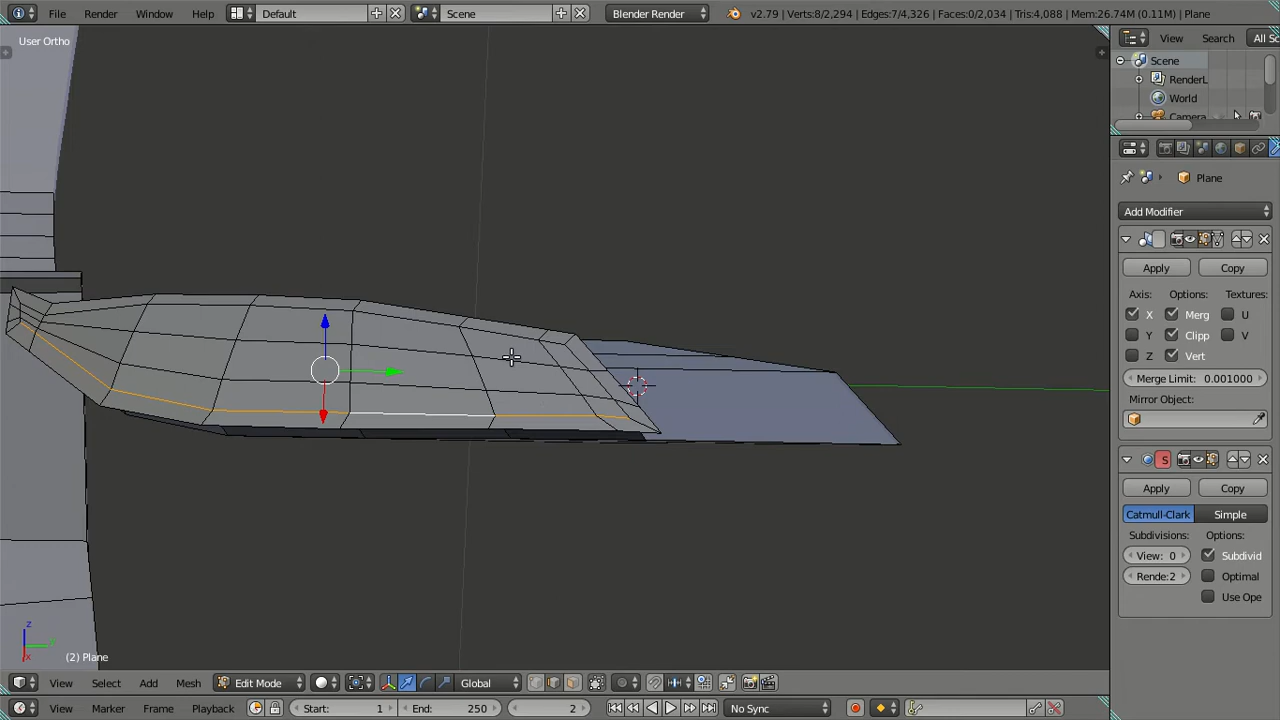 File Render Window Help Default Scene Blender Render v2.79 | Verts:8/2,294 | Edges:7/4,326 | Faces:0/2,034 | Tris:4,088 | Mem:26.74M (0.11M) | Plane
User Ortho
View Search All Sc
Scene
RenderL
World
Camera
Plane
Add Modifier
Apply Copy
Axis: Options: Textures:
X Merg U
Y Clipp V
Z Vert
Merge Limit: 0.001000
Mirror Object:
S
Apply Copy
Catmull-Clark Simple
Subdivisions: Options:
View: 0 Subdivid
Rende:2 Optimal
Use Ope
z
y
x
(2) Plane
View Select Add Mesh Edit Mode Global
View Marker Frame Playback Start: 1 End: 250 2 No Sync